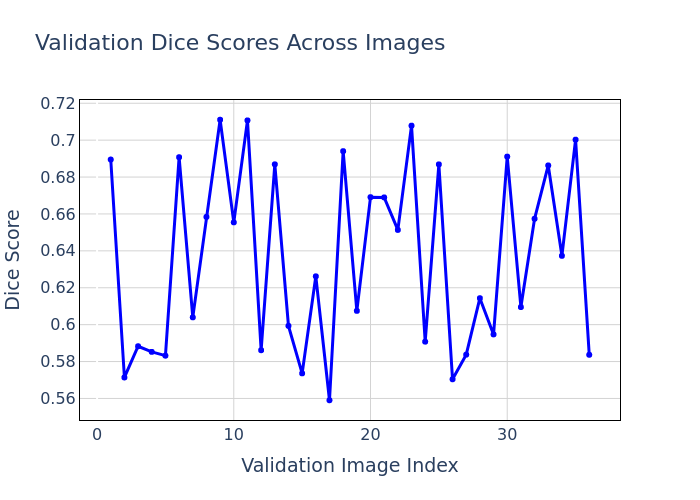 Validation Dice Scores Across Images
0.72
0.7
0.68
0.66
0.64
0.62
0.6
0.58
0.56
Dice Score
0 10 20 30
Validation Image Index